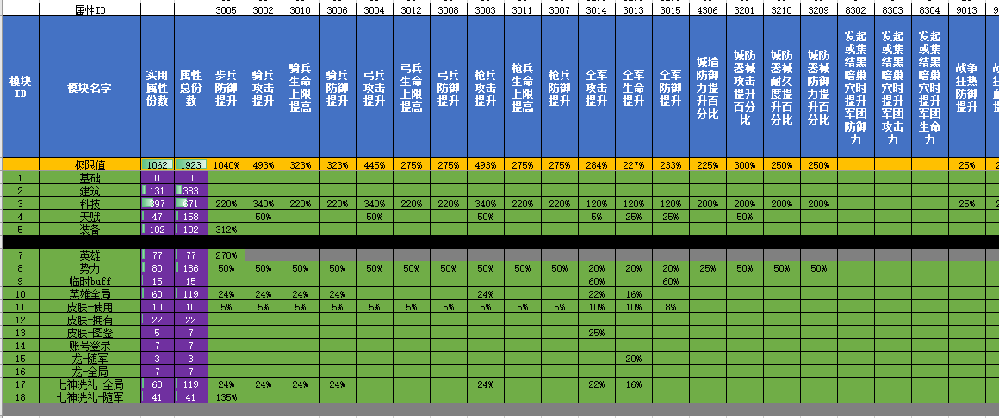 属性ID 3005 3002 3010 3006 3004 3012 3008 3003 3011 3007 3014 3013 3015 4306 3201 3210 3209 8302 8303 8304 9013
模块ID 模块名字 实用属性份数 属性总份数 步兵防御提升 骑兵攻击提升 骑兵生命上限提高 骑兵防御提升 弓兵攻击提升 弓兵生命上限提高 弓兵防御提升 枪兵攻击提升 枪兵生命上限提高 枪兵防御提升 全军攻击提升 全军生命提升 全军防御提升 城墙防御力提升百分比 城防器械攻击提升百分比 城防器械耐久度提升百分比 城防器械防御力提升百分比 发起或集结黑暗巢穴时提升军团防御力 发起或集结黑暗巢穴时提升军团攻击力 发起或集结黑暗巢穴时提升军团生命力 战争狂热防御提升
极限值 1062 1923 1040% 493% 323% 323% 445% 275% 275% 493% 275% 275% 284% 227% 233% 225% 300% 250% 250% 25%
1 基础 0 0
2 建筑 131 383
3 科技 397 671 220% 340% 220% 220% 340% 220% 220% 340% 220% 220% 120% 120% 120% 200% 200% 200% 200% 25%
4 天赋 47 158 50% 50% 50% 5% 25% 25% 50%
5 装备 102 102 312%
7 英雄 77 77 270%
8 势力 80 186 50% 50% 50% 50% 50% 50% 50% 50% 50% 50% 20% 20% 20% 25% 50% 50% 50%
9 临时buff 15 15 60% 60%
10 英雄全局 60 119 24% 24% 24% 24% 24% 22% 16%
11 皮肤-使用 10 10 5% 5% 5% 5% 5% 5% 5% 5% 5% 5% 10% 10% 8%
12 皮肤-拥有 22 22
13 皮肤-图鉴 5 7 25%
14 账号登录 7 7
15 龙-随军 3 3 20%
16 龙-全局 7 7
17 七神洗礼-全局 60 119 24% 24% 24% 24% 24% 22% 16%
18 七神洗礼-随军 41 41 135%